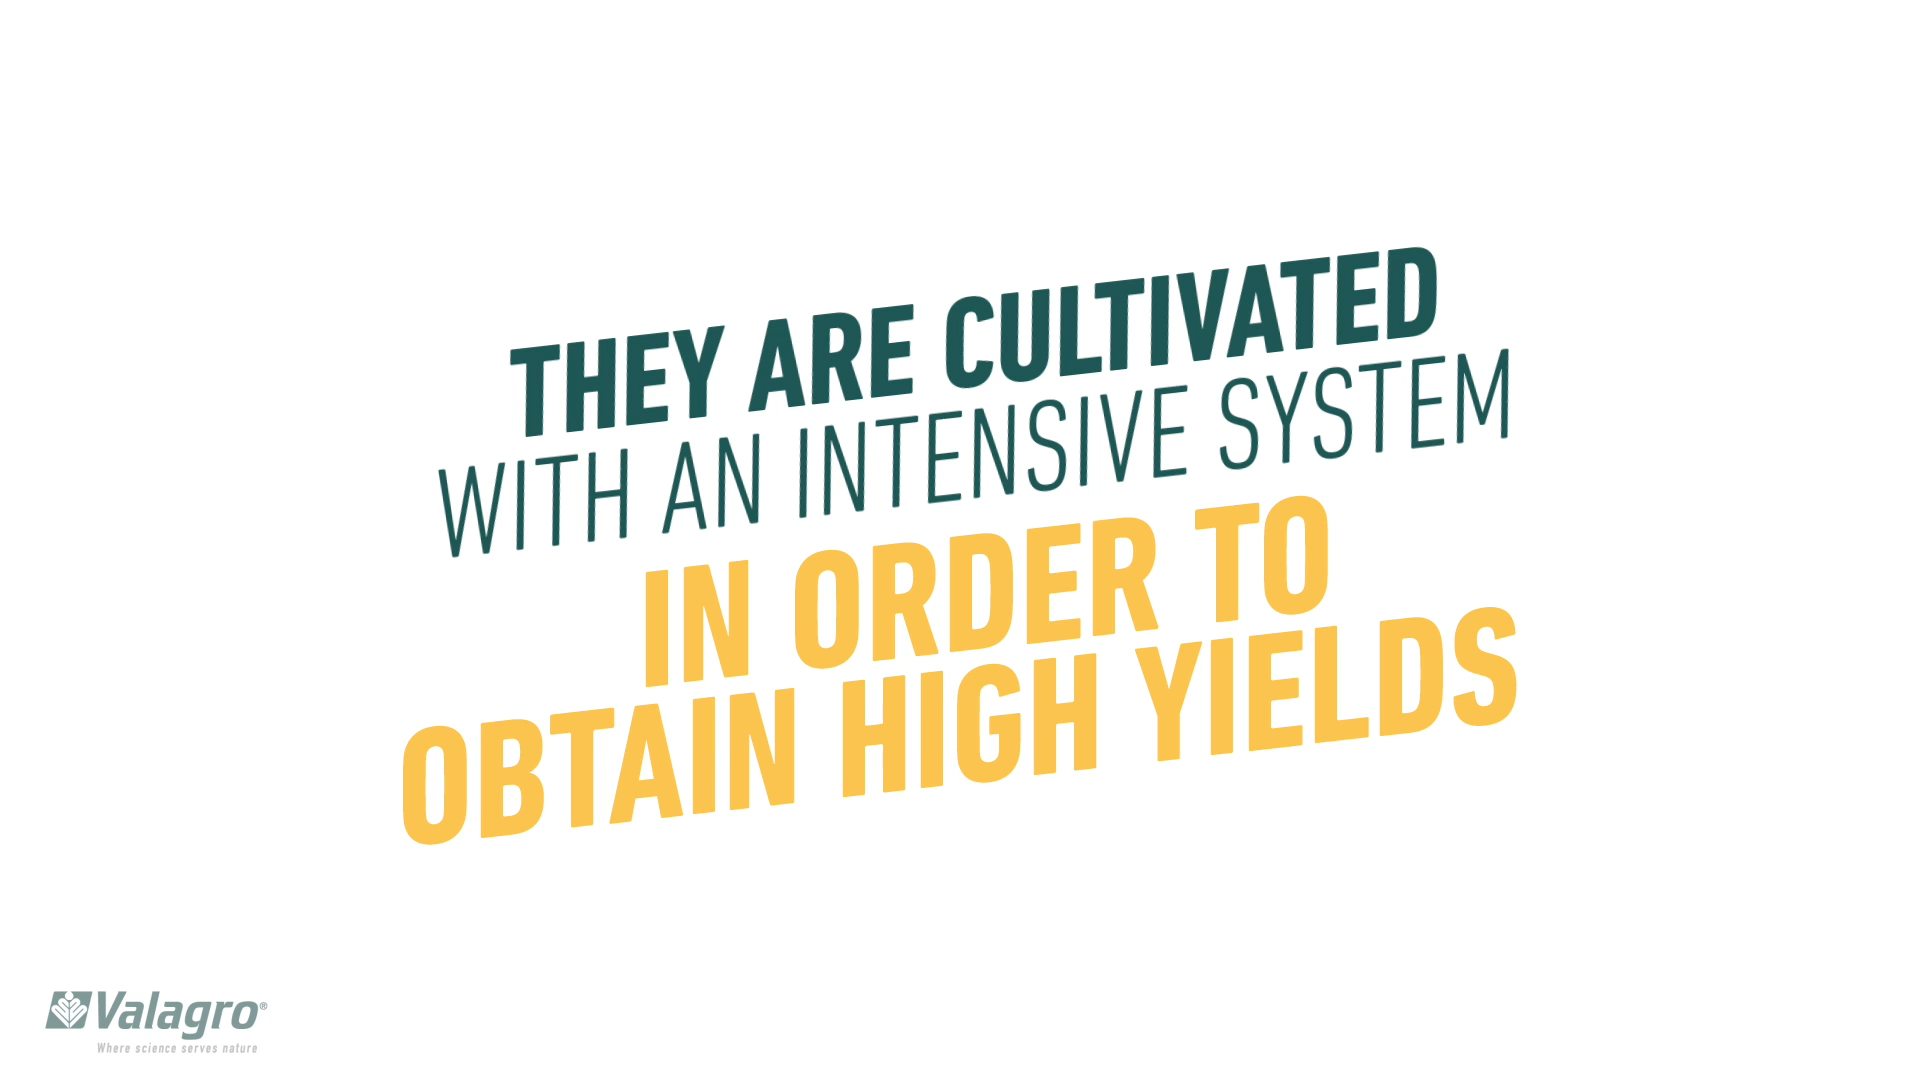 THEY ARE CULTIVATED
WITH AN INTENSIVE SYSTEM
IN ORDER TO
OBTAIN HIGH YIELDS
Valagro®
Where science serves nature